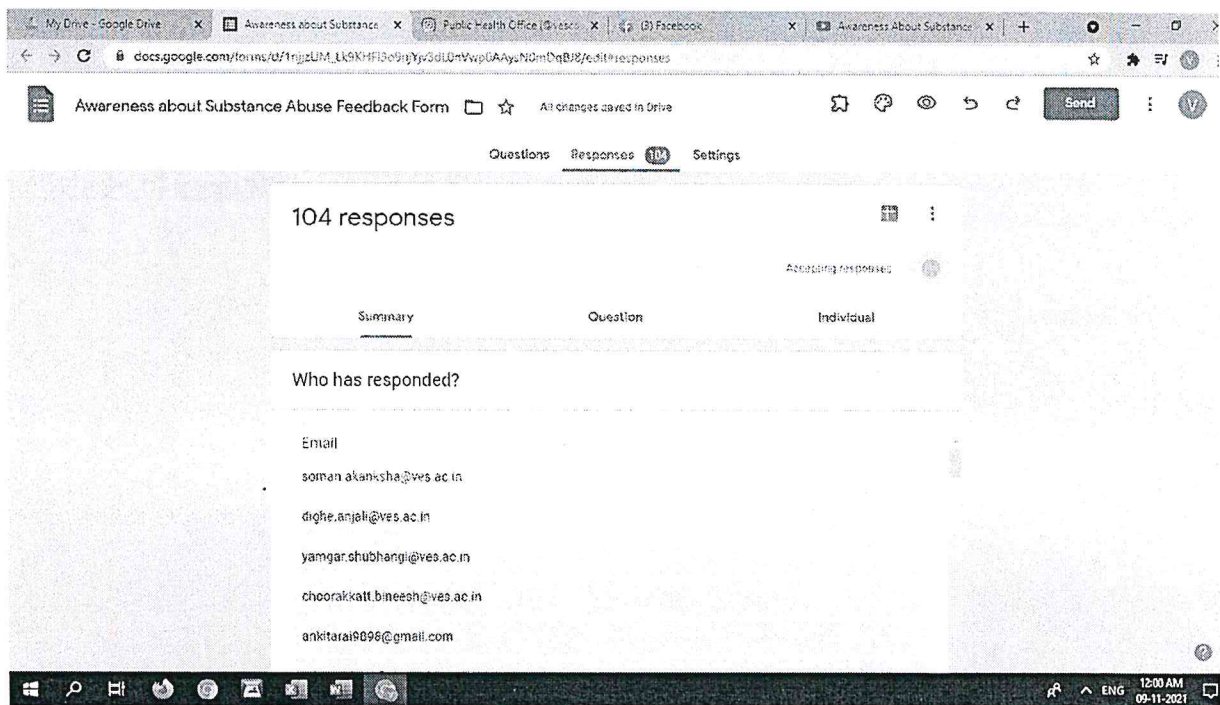 My Drive - Google Drive
Awareness about Substance
Public Health Office (@vesco
(3) Facebook
Awareness About Substance
Awareness about Substance Abuse Feedback Form
All changes saved in Drive
Send
V
Questions Responses 104 Settings
104 responses
Accepting responses
Summary Question Individual
Who has responded?
Email
soman.akanksha@ves.ac.in
dighe.anjali@ves.ac.in
yamgar.shubhangi@ves.ac.in
choorakkatt.bineesh@ves.ac.in
ankitarai9898@gmail.com
ENG
12:00 AM
09-11-2021